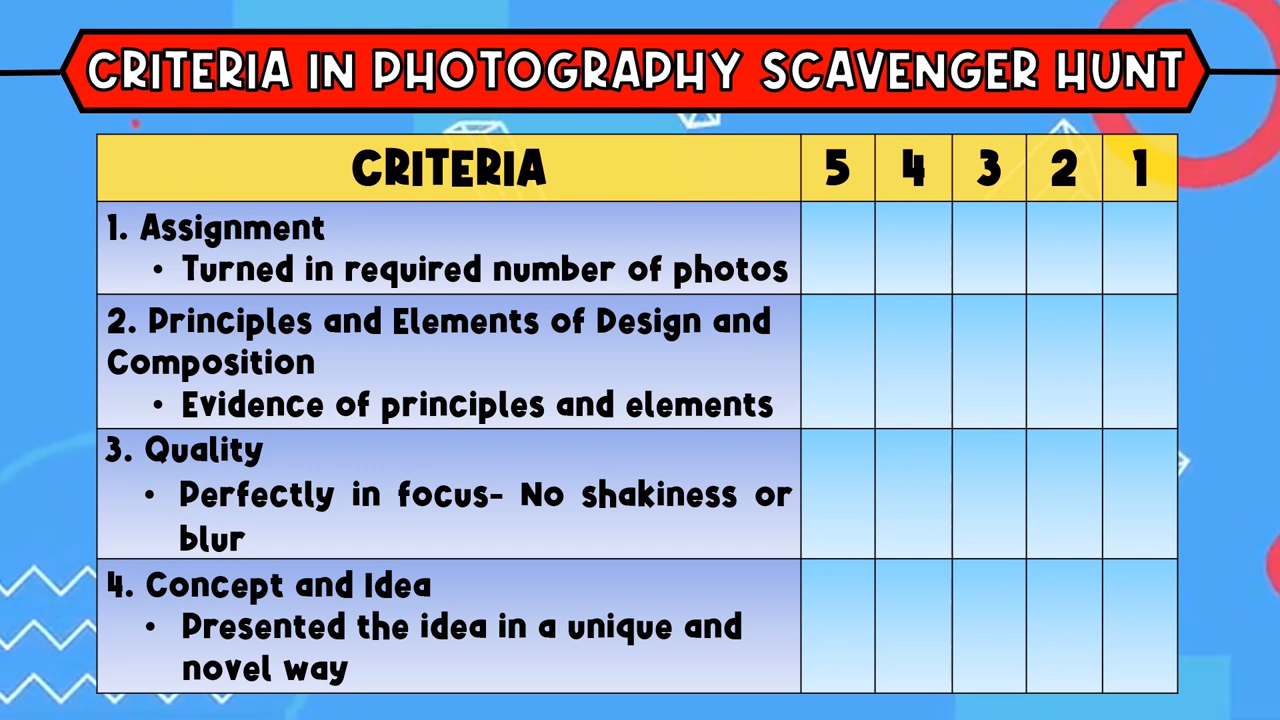 CRITERIA IN PHOTOGRAPHY SCAVENGER HUNT
CRITERIA 5 4 3 2 1
1. Assignment
• Turned in required number of photos
2. Principles and Elements of Design and
Composition
• Evidence of principles and elements
3. Quality
• Perfectly in focus- No shakiness or
blur
4. Concept and Idea
• Presented the idea in a unique and
novel way